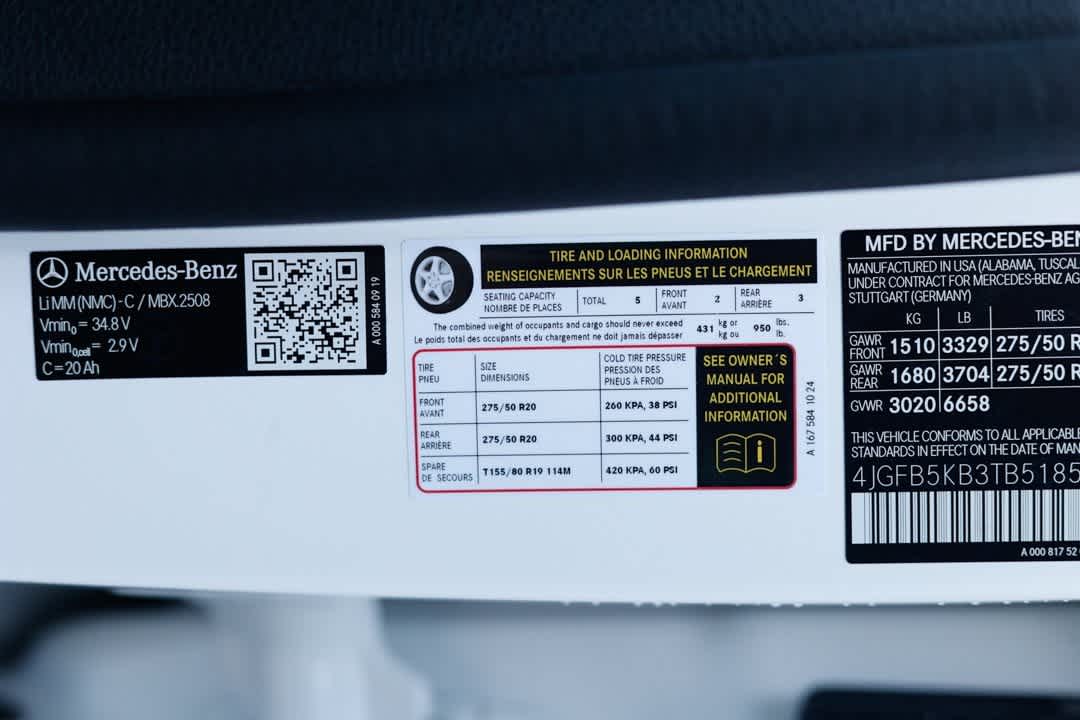 Mercedes-Benz
LiMM(NMC)-C / MBX.2508
Vmin₀ = 34.8 V
Vmin₀,cell = 2.9 V
C = 20 Ah
A 000 584 09 19
TIRE AND LOADING INFORMATION
RENSEIGNEMENTS SUR LES PNEUS ET LE CHARGEMENT
SEATING CAPACITY
NOMBRE DE PLACES
TOTAL 5
FRONT
AVANT
2
REAR
ARRIÈRE
3
The combined weight of occupants and cargo should never exceed
Le poids total des occupants et du chargement ne doit jamais dépasser
431
kg or
kg ou
950
lbs.
lb.
TIRE
PNEU
SIZE
DIMENSIONS
COLD TIRE PRESSURE
PRESSION DES
PNEUS À FROID
FRONT
AVANT
275/50 R20
260 KPA, 38 PSI
REAR
ARRIÈRE
275/50 R20
300 KPA, 44 PSI
SPARE
DE SECOURS
T155/80 R19 114M
420 KPA, 60 PSI
SEE OWNER´S
MANUAL FOR
ADDITIONAL
INFORMATION
A 167 584 10 24
MFD BY MERCEDES-BEN
MANUFACTURED IN USA (ALABAMA, TUSCAL
UNDER CONTRACT FOR MERCEDES-BENZ AG
STUTTGART (GERMANY)
KG LB TIRES
GAWR
FRONT
1510 3329 275/50 R
GAWR
REAR
1680 3704 275/50 R
GVWR 3020 6658
THIS VEHICLE CONFORMS TO ALL APPLICABLE
STANDARDS IN EFFECT ON THE DATE OF MAN
4JGFB5KB3TB5185
A 000 817 52